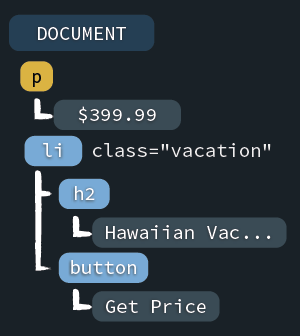 DOCUMENT
p
$399.99
li class="vacation"
h2
Hawaiian Vac...
button
Get Price